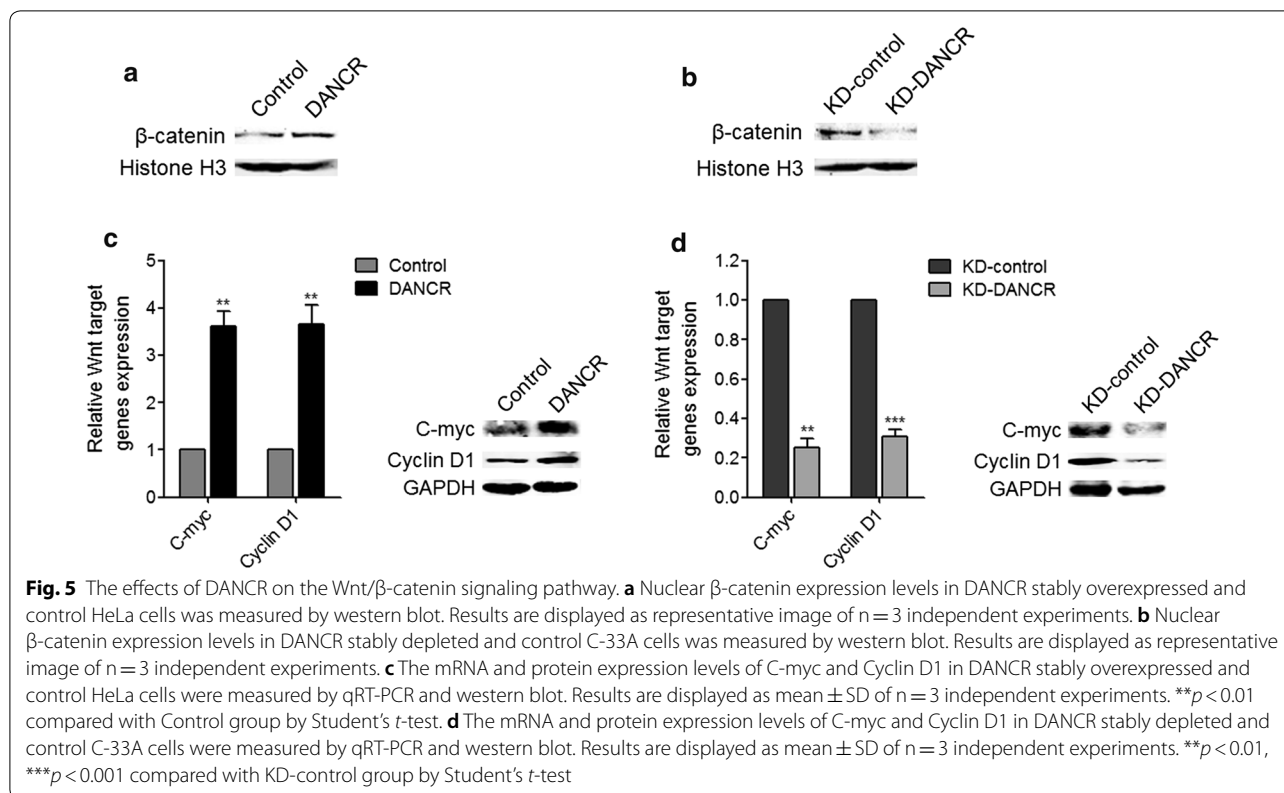 a
Control
DANCR
β-catenin
Histone H3
b
KD-control
KD-DANCR
β-catenin
Histone H3
c
Relative Wnt target
genes expression
5
4
3
2
1
0
C-myc
Cyclin D1
Control
DANCR
**
**
Control
DANCR
C-myc
Cyclin D1
GAPDH
d
Relative Wnt target
genes expression
1.2
1.0
0.8
0.6
0.4
0.2
0.0
C-myc
Cyclin D1
KD-control
KD-DANCR
**
***
KD-control
KD-DANCR
C-myc
Cyclin D1
GAPDH
Fig. 5 The effects of DANCR on the Wnt/β-catenin signaling pathway. a Nuclear β-catenin expression levels in DANCR stably overexpressed and
control HeLa cells was measured by western blot. Results are displayed as representative image of n = 3 independent experiments. b Nuclear
β-catenin expression levels in DANCR stably depleted and control C-33A cells was measured by western blot. Results are displayed as representative
image of n = 3 independent experiments. c The mRNA and protein expression levels of C-myc and Cyclin D1 in DANCR stably overexpressed and
control HeLa cells were measured by qRT-PCR and western blot. Results are displayed as mean ± SD of n = 3 independent experiments. **p < 0.01
compared with Control group by Student's t-test. d The mRNA and protein expression levels of C-myc and Cyclin D1 in DANCR stably depleted and
control C-33A cells were measured by qRT-PCR and western blot. Results are displayed as mean ± SD of n = 3 independent experiments. **p < 0.01,
***p < 0.001 compared with KD-control group by Student's t-test